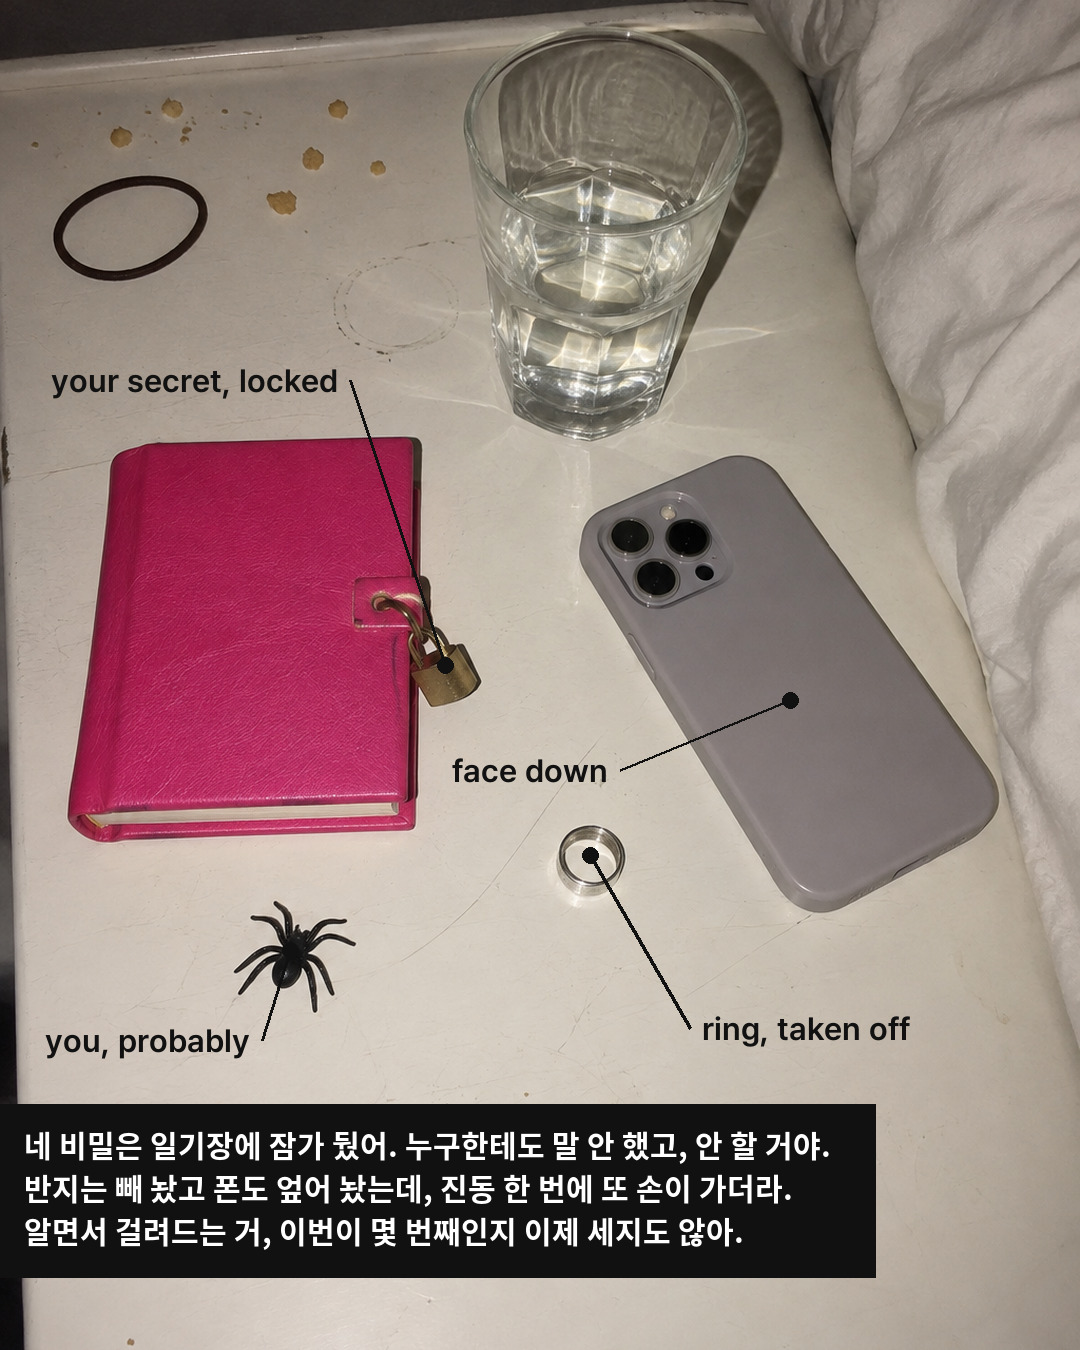 your secret, locked
face down
ring, taken off
you, probably
네 비밀은 일기장에 잠가 뒀어. 누구한테도 말 안 했고, 안 할 거야.
반지는 빼 놨고 폰도 엎어 놨는데, 진동 한 번에 또 손이 가더라.
알면서 걸려드는 거, 이번이 몇 번째인지 이제 세지도 않아.